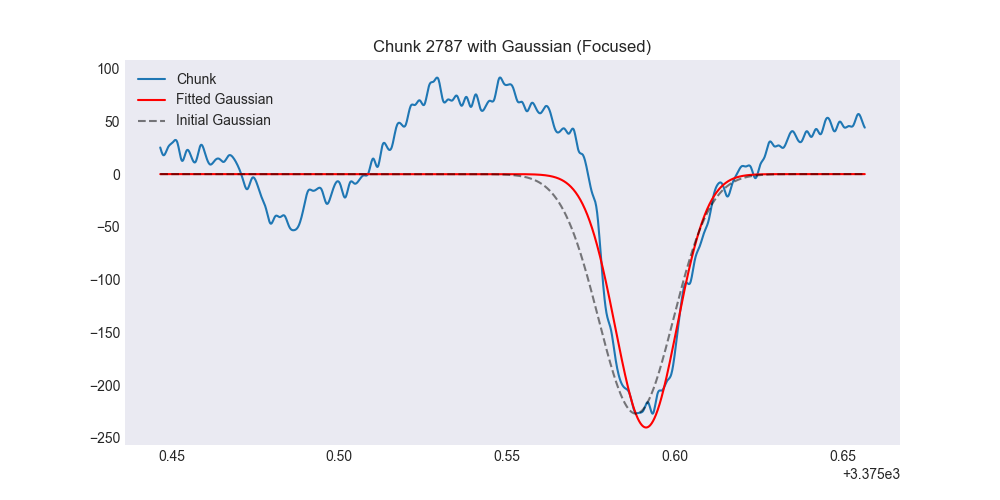 Chunk 2787 with Gaussian (Focused)
Chunk
Fitted Gaussian
Initial Gaussian
100
50
0
−50
−100
−150
−200
−250
0.45 0.50 0.55 0.60 0.65
+3.375e3